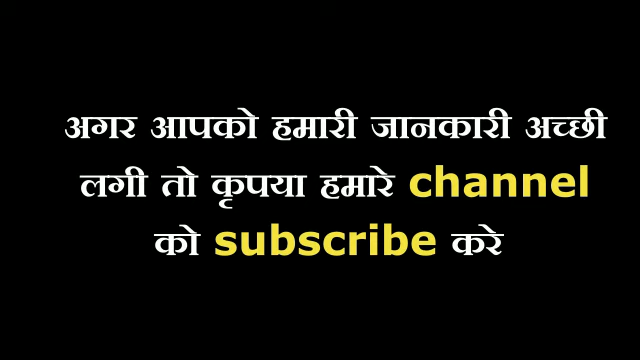 अगर आपको हमारी जानकारी अच्छी
लगी तो कृपया हमारे channel
को subscribe करे